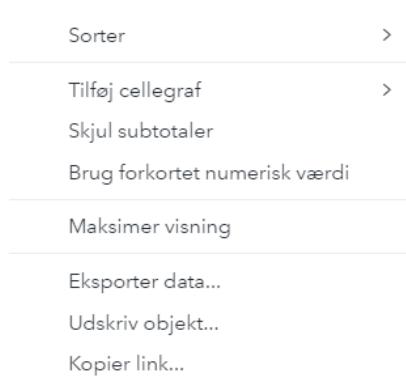 Sorter
Tilføj cellegraf
Skjul subtotaler
Brug forkortet numerisk værdi
Maksimer visning
Eksporter data...
Udskriv objekt...
Kopier link...